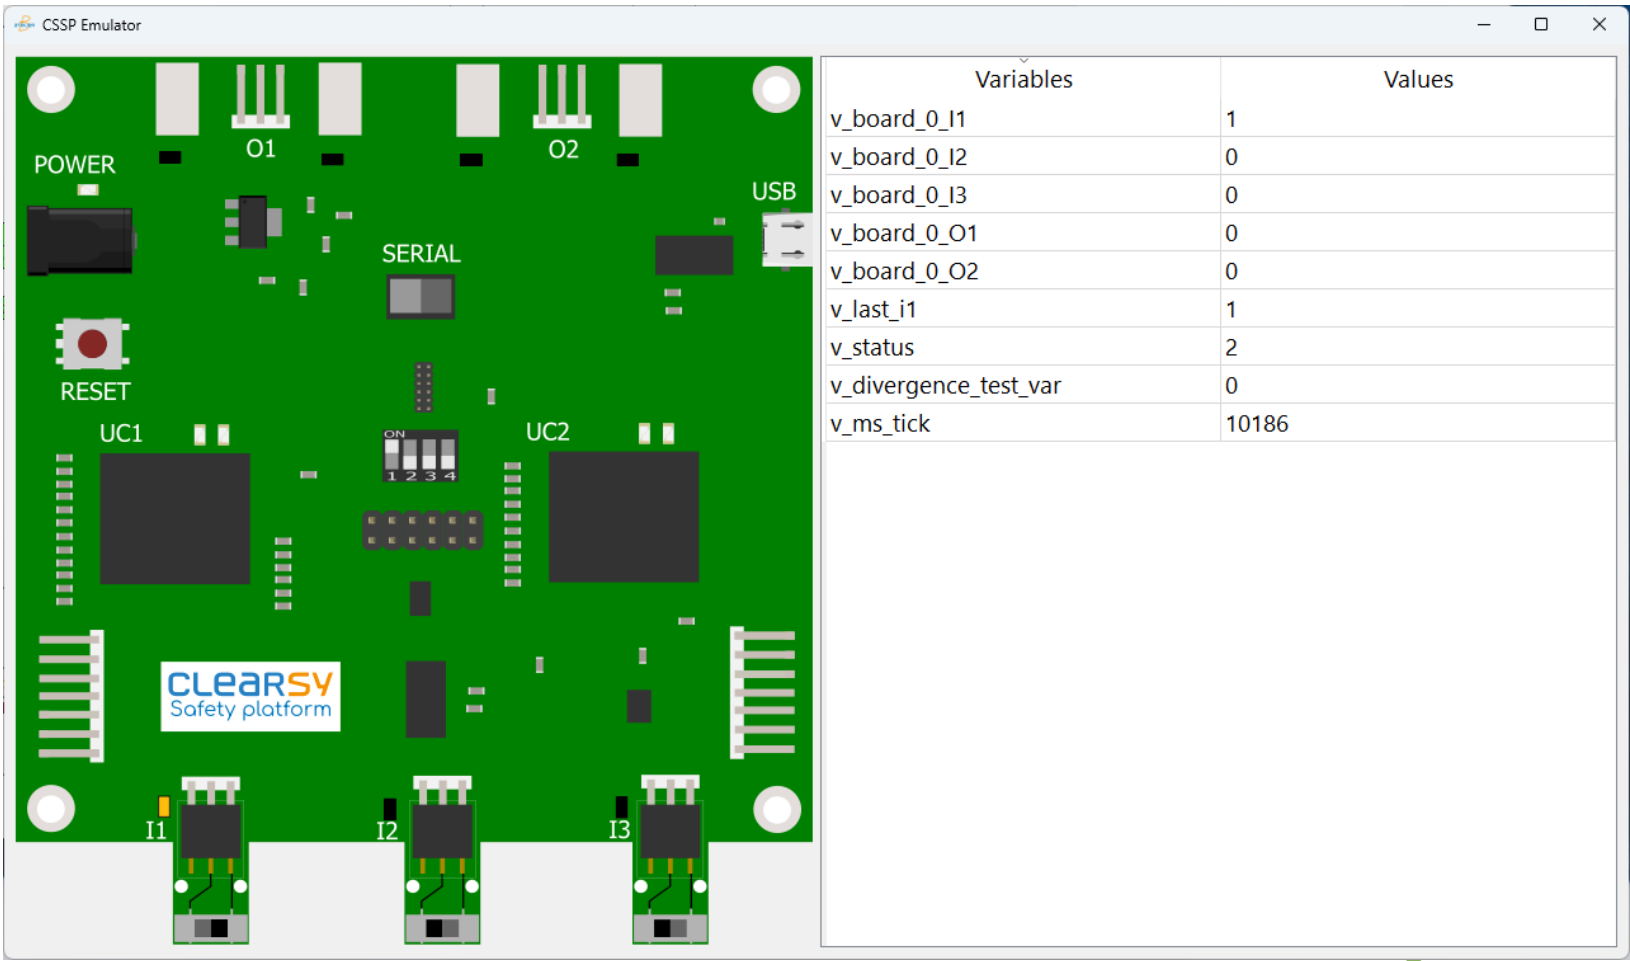 CSSP Emulator
O1
O2
POWER
USB
SERIAL
RESET
UC1
UC2
ON
1 2 3 4
CLEARSY
Safety platform
I1
I2
I3
Variables Values
v_board_0_I1 1
v_board_0_I2 0
v_board_0_I3 0
v_board_0_O1 0
v_board_0_O2 0
v_last_i1 1
v_status 2
v_divergence_test_var 0
v_ms_tick 10186